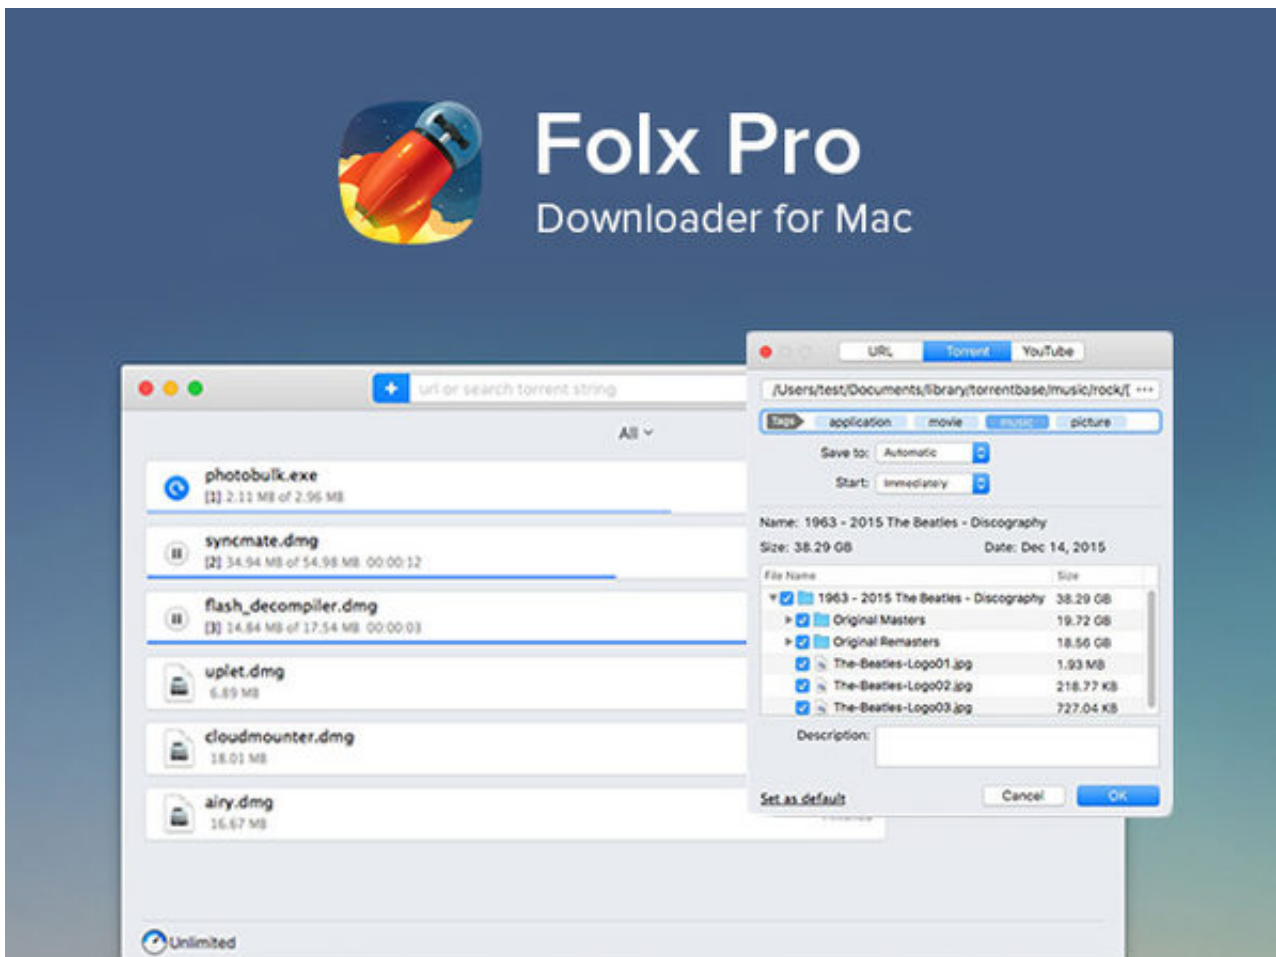 Folx Pro
Downloader for Mac
url or search torrent string
All
photobulk.exe
[1] 2.11 MB of 2.96 MB
syncmate.dmg
[2] 34.94 MB of 54.98 MB 00:00:12
flash_decompiler.dmg
[3] 14.84 MB of 17.54 MB 00:00:03
uplet.dmg
6.89 MB
cloudmounter.dmg
18.01 MB
airy.dmg
16.67 MB
Unlimited
URL Torrent YouTube
/Users/test/Documents/library/torrentbase/music/rock/[ ···
Tags application movie music picture
Save to: Automatic
Start: Immediately
Name: 1963 - 2015 The Beatles - Discography
Size: 38.29 GB Date: Dec 14, 2015
File Name Size
1963 - 2015 The Beatles - Discography 38.29 GB
Original Masters 19.72 GB
Original Remasters 18.56 GB
The-Beatles-Logo01.jpg 1.93 MB
The-Beatles-Logo02.jpg 218.77 KB
The-Beatles-Logo03.jpg 727.04 KB
Description:
Set as default Cancel OK